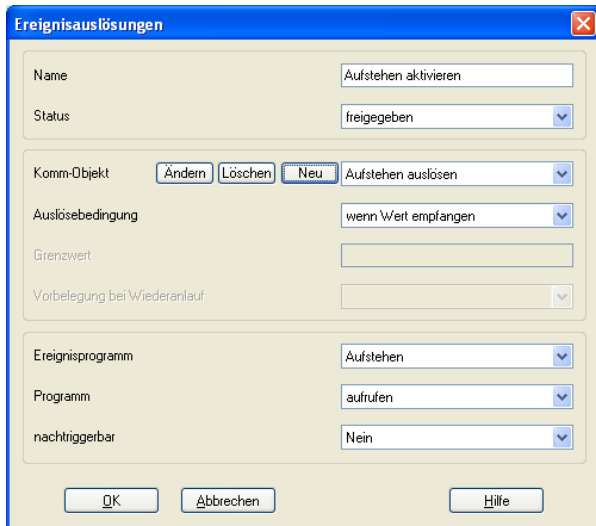 Ereignisauslösungen
Name Aufstehen aktivieren
Status freigegeben
Komm-Objekt Ändern Löschen Neu Aufstehen auslösen
Auslösebedingung wenn Wert empfangen
Grenzwert
Vorbelegung bei Wiederanlauf
Ereignisprogramm Aufstehen
Programm aufrufen
nachtriggerbar Nein
OK Abbrechen Hilfe